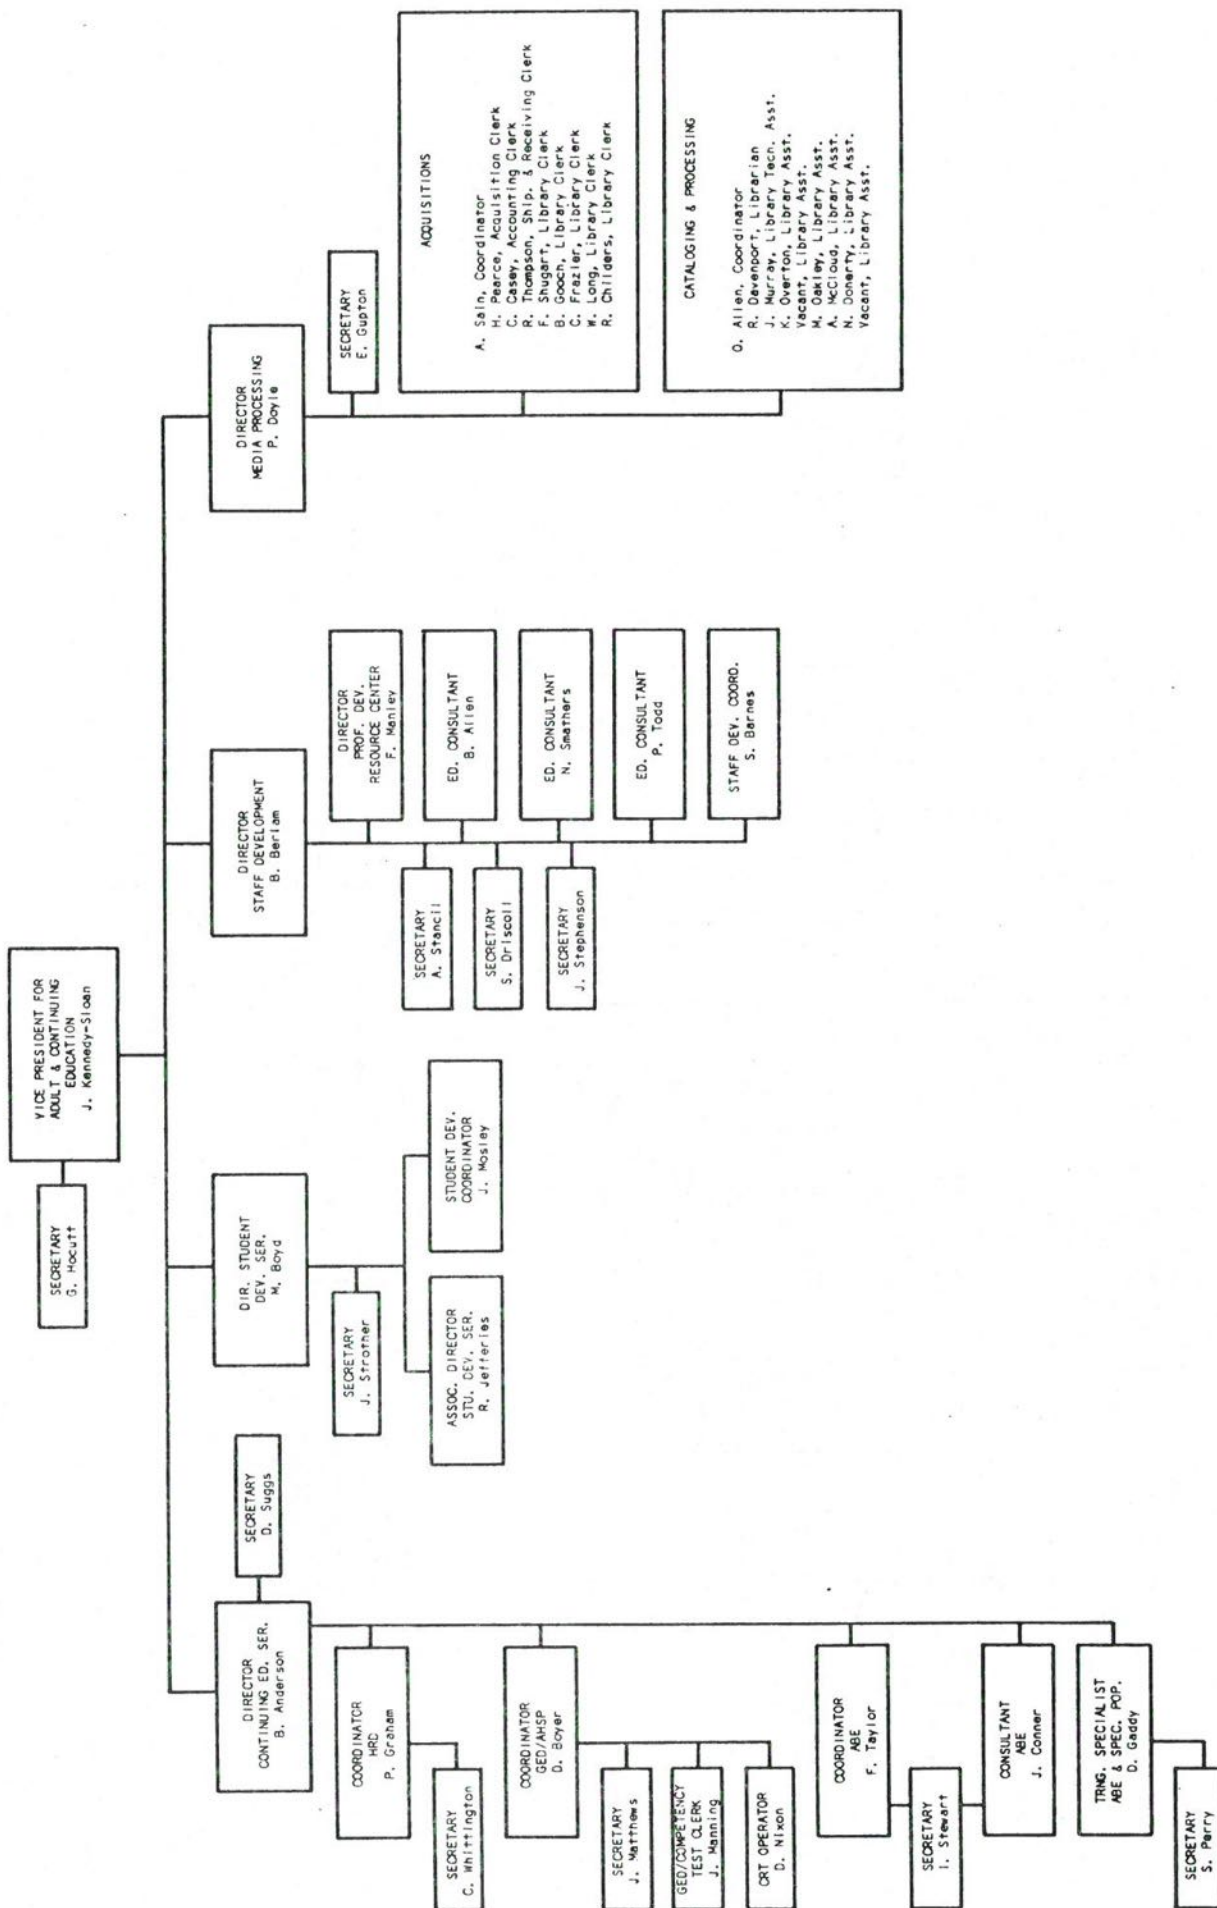 VICE PRESIDENT FOR
ADULT & CONTINUING
EDUCATION
J. Kennedy-Sloan
SECRETARY
G. Hocutt
DIRECTOR
CONTINUING ED. SER.
B. Anderson
SECRETARY
D. Suggs
COORDINATOR
HRD
P. Graham
SECRETARY
C. Whittington
COORDINATOR
GED/AHSP
D. Boyer
SECRETARY
J. Matthews
GED/COMPETENCY
TEST CLERK
J. Manning
CRT OPERATOR
D. Nixon
COORDINATOR
ABE
F. Taylor
SECRETARY
I. Stewart
CONSULTANT
ABE
J. Conner
TRNG. SPECIALIST
ABE & SPEC. POP.
D. Gaddy
SECRETARY
S. Perry
DIR. STUDENT
DEV. SER.
M. Boyd
SECRETARY
J. Strother
ASSOC. DIRECTOR
STU. DEV. SER.
R. Jefferies
STUDENT DEV.
COORDINATOR
J. Mosley
DIRECTOR
STAFF DEVELOPMENT
B. Berlam
DIRECTOR
PROF. DEV.
RESOURCE CENTER
F. Manley
SECRETARY
A. Stancil
ED. CONSULTANT
B. Allen
SECRETARY
S. Driscoll
ED. CONSULTANT
N. Smathers
SECRETARY
J. Stephenson
ED. CONSULTANT
P. Todd
STAFF DEV. COORD.
S. Barnes
DIRECTOR
MEDIA PROCESSING
P. Doyle
SECRETARY
E. Gupton
ACQUISITIONS
A. Sain, Coordinator
H. Pearce, Acquisition Clerk
C. Casey, Accounting Clerk
R. Thompson, Ship. & Receiving Clerk
F. Shugart, Library Clerk
B. Gooch, Library Clerk
C. Frazier, Library Clerk
W. Long, Library Clerk
R. Childers, Library Clerk
CATALOGING & PROCESSING
O. Allen, Coordinator
R. Davenport, Librarian
J. Murray, Library Tech. Asst.
K. Overton, Library Asst.
Vacant, Library Asst.
M. Oakley, Library Asst.
A. McCloud, Library Asst.
N. Doherty, Library Asst.
Vacant, Library Asst.